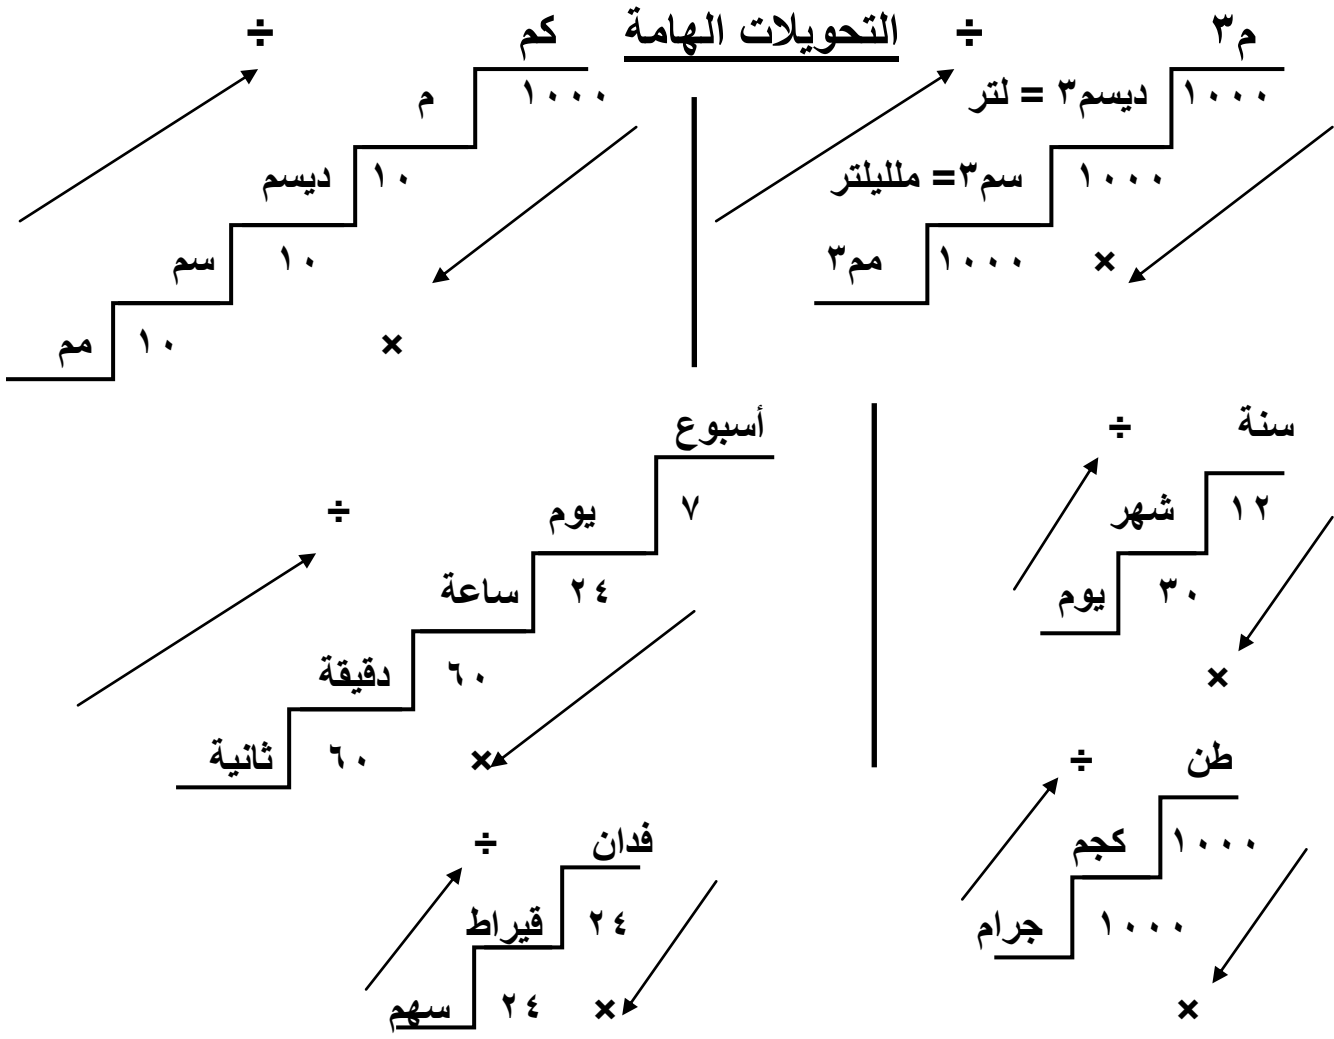 التحويلات الهامة
م٣
÷
ديسم٣ = لتر
١٠٠٠
سم٣= ملليلتر
١٠٠٠
مم٣
١٠٠٠
×
كم
÷
م
١٠٠٠
ديسم
١٠
سم
١٠
مم
١٠
×
سنة
÷
شهر
١٢
يوم
٣٠
×
أسبوع
÷
يوم
٧
ساعة
٢٤
دقيقة
٦٠
ثانية
٦٠
×
طن
÷
كجم
١٠٠٠
جرام
١٠٠٠
×
فدان
÷
قيراط
٢٤
سهم
٢٤
×